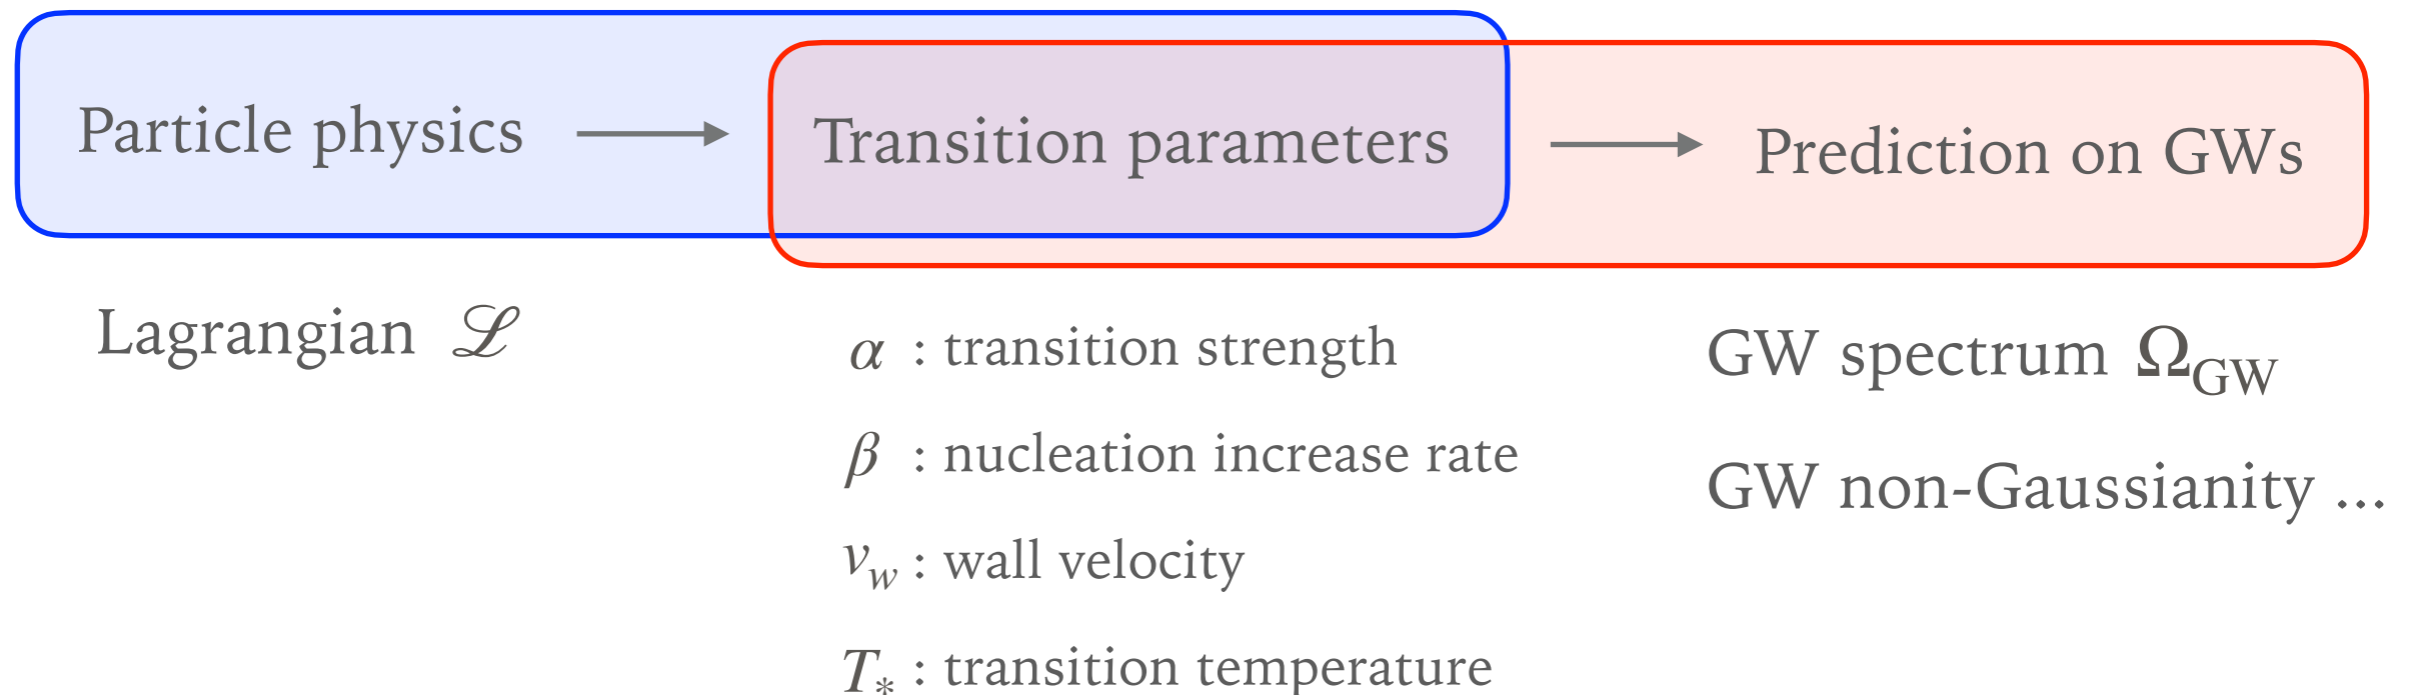 Particle physics → Transition parameters → Prediction on GWs
Lagrangian ℒ
α : transition strength
β : nucleation increase rate
v_w : wall velocity
T_* : transition temperature
GW spectrum Ω_GW
GW non-Gaussianity ...